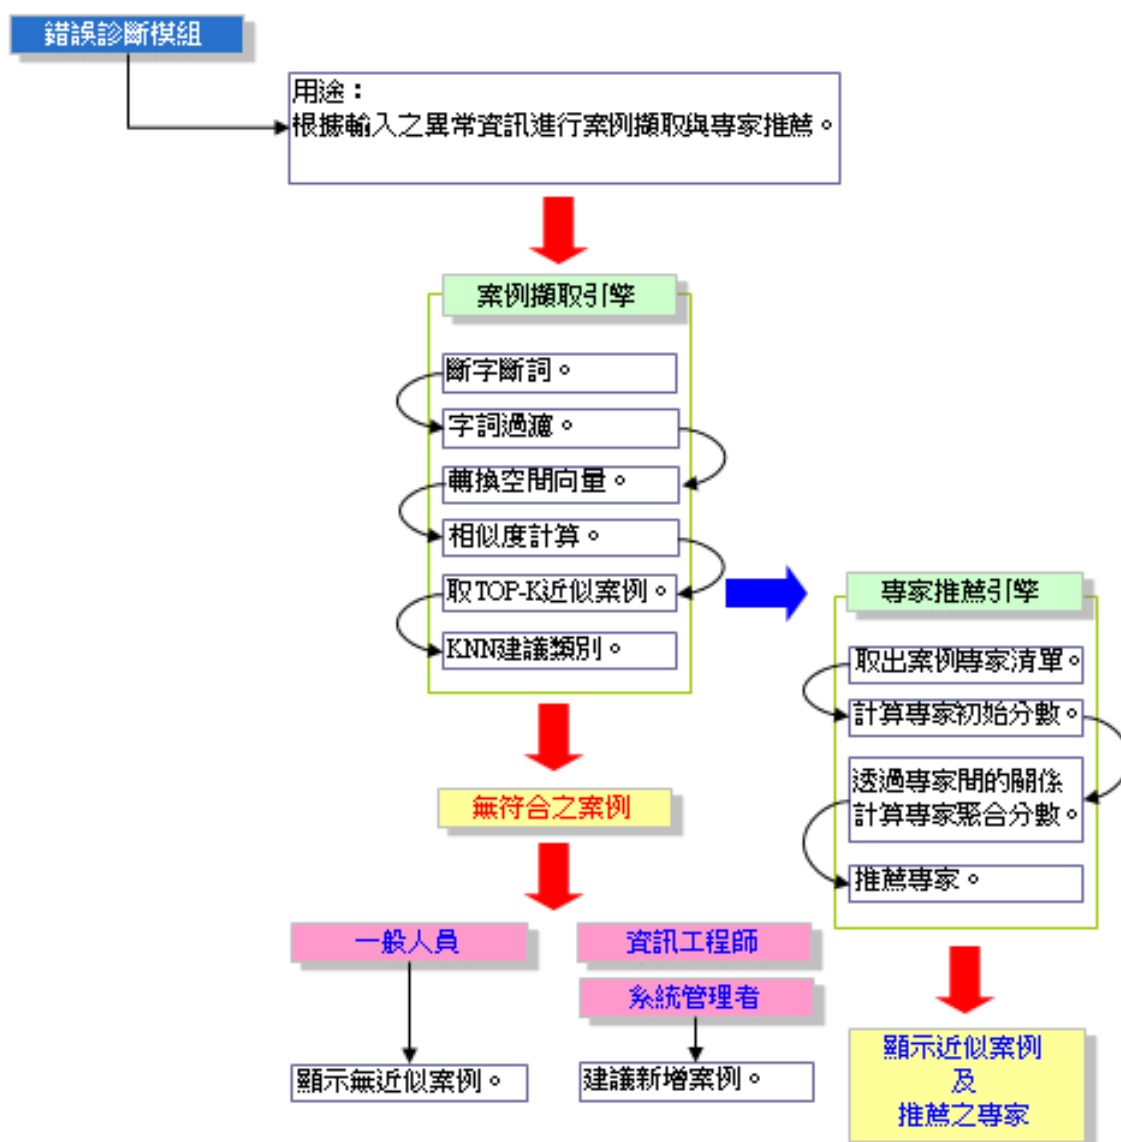 錯誤診斷模組
用途：
根據輸入之異常資訊進行案例擷取與專家推薦。
案例擷取引擎
斷字斷詞。
字詞過濾。
轉換空間向量。
相似度計算。
取TOP-K近似案例。
KNN建議類別。
專家推薦引擎
取出案例專家清單。
計算專家初始分數。
透過專家間的關係
計算專家聚合分數。
推薦專家。
無符合之案例
一般人員
資訊工程師
系統管理者
顯示無近似案例。
建議新增案例。
顯示近似案例
及
推薦之專家